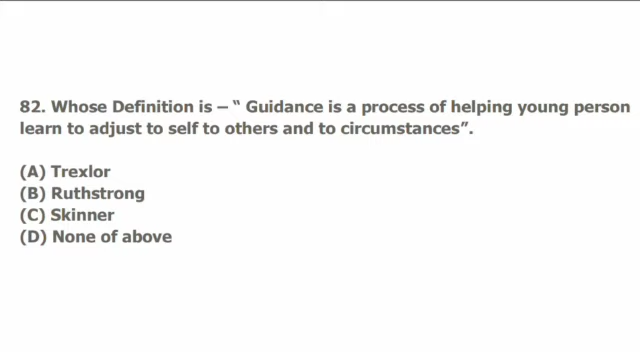 82. Whose Definition is – “ Guidance is a process of helping young person
learn to adjust to self to others and to circumstances”.
(A) Trexlor
(B) Ruthstrong
(C) Skinner
(D) None of above